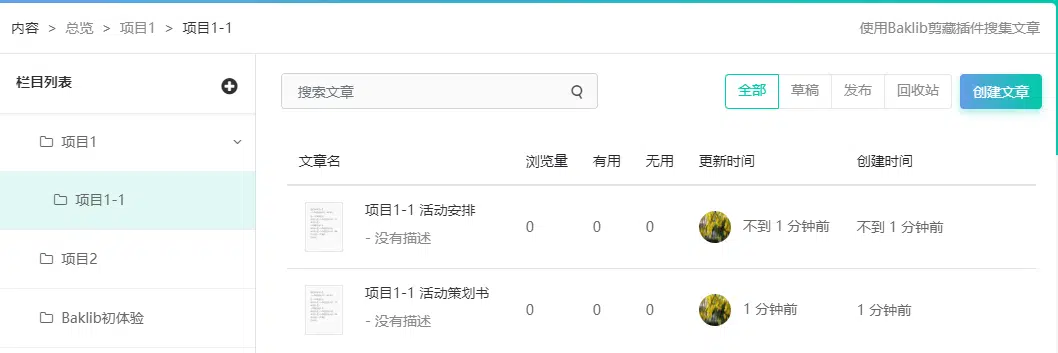 内容 > 总览 > 项目1 > 项目1-1
使用Baklib剪藏插件搜集文章
栏目列表
项目1
项目1-1
项目2
Baklib初体验
搜索文章
全部 草稿 发布 回收站 创建文章
文章名 浏览量 有用 无用 更新时间 创建时间
项目1-1 活动安排
- 没有描述
0 0 0 不到 1 分钟前 不到 1 分钟前
项目1-1 活动策划书
- 没有描述
0 0 0 1 分钟前 1 分钟前